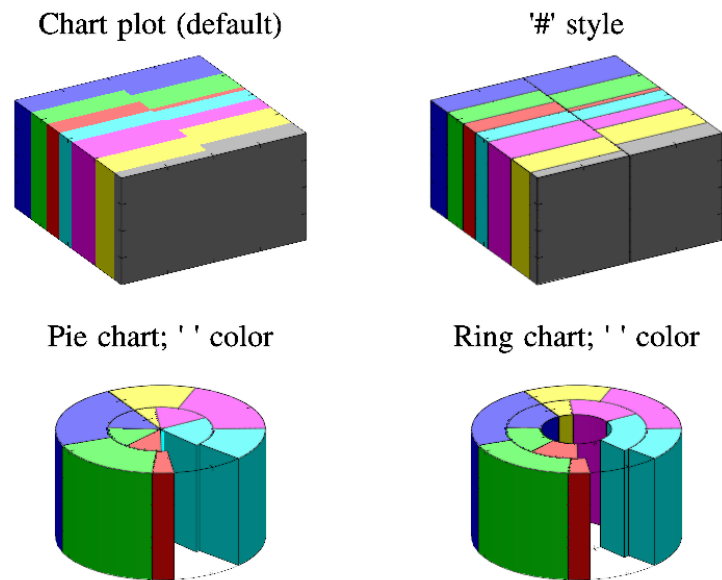 Chart plot (default)
'#' style
Pie chart; ' ' color
Ring chart; ' ' color